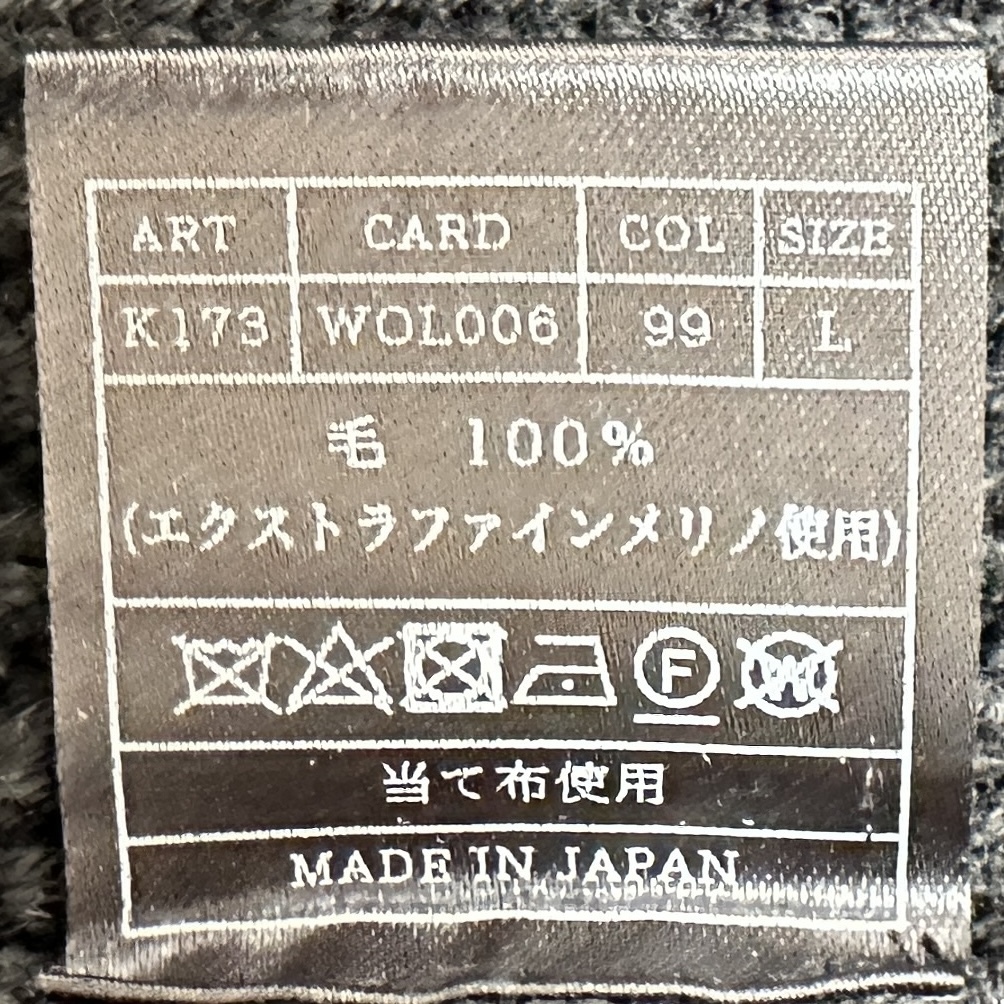 ART CARD COL SIZE
K173 WOL006 99 L
毛 100%
(エクストラファインメリノ使用)
F W
当て布使用
MADE IN JAPAN